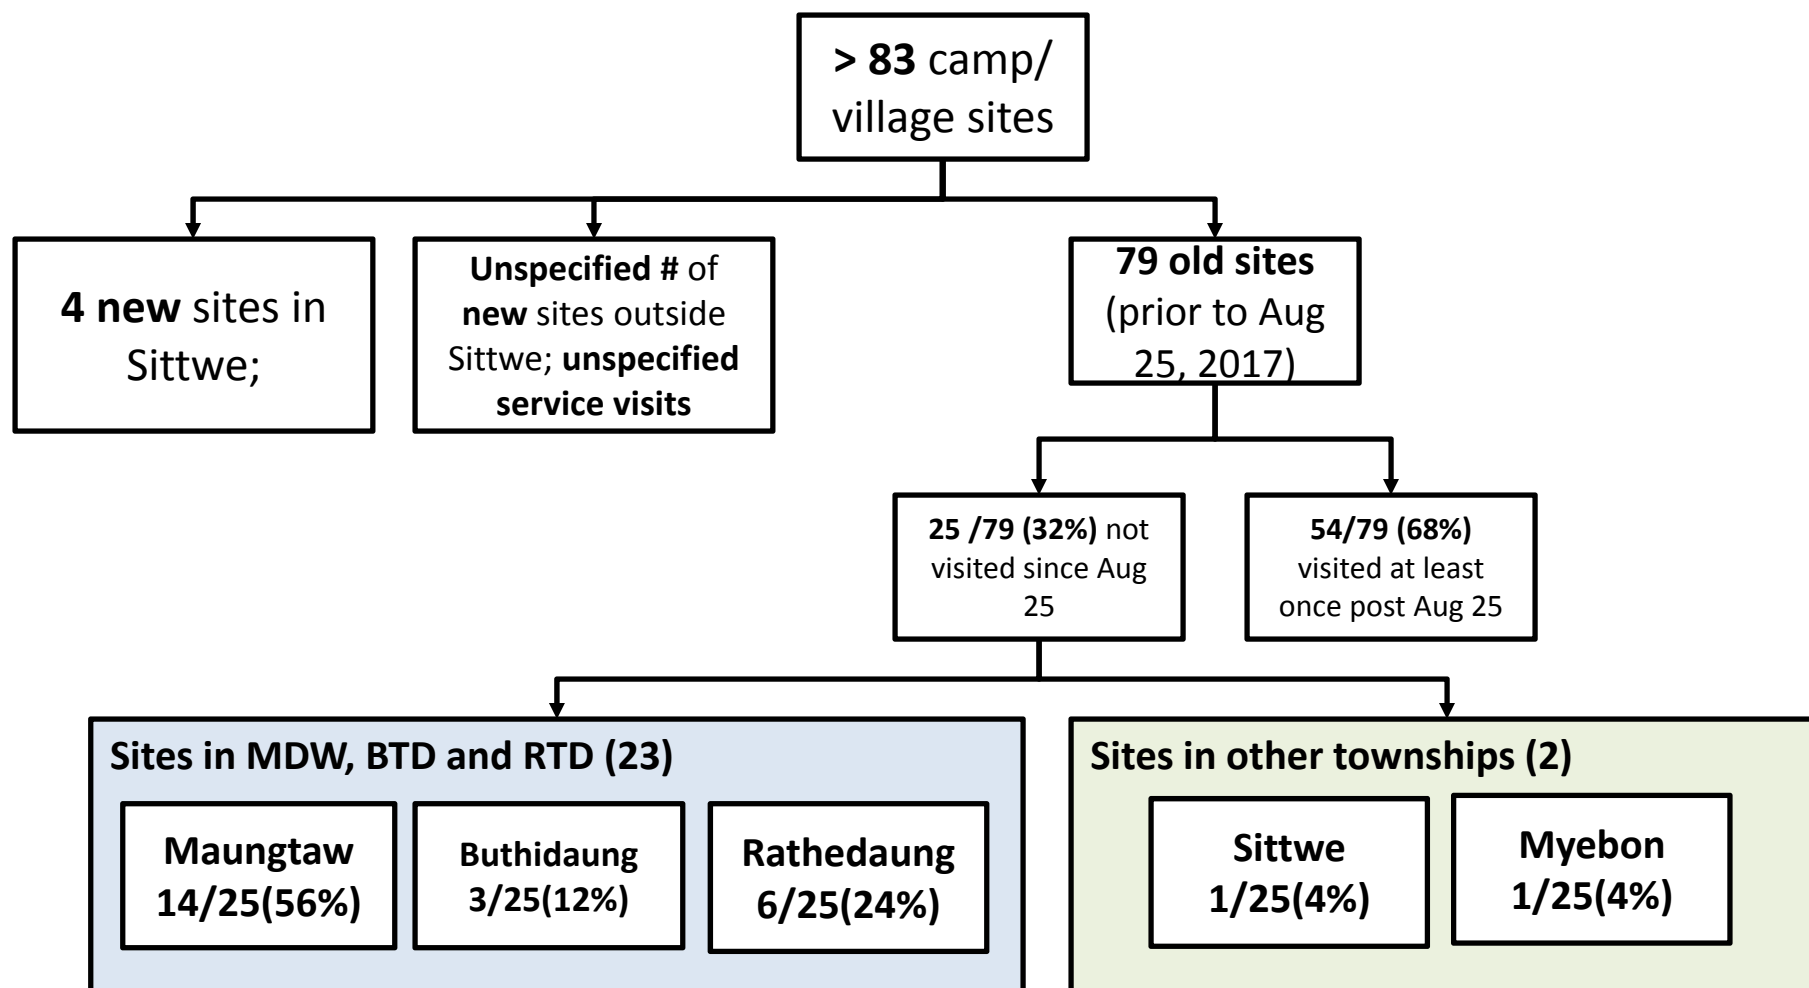 > 83 camp/
village sites
4 new sites in
Sittwe;
Unspecified # of
new sites outside
Sittwe; unspecified
service visits
79 old sites
(prior to Aug
25, 2017)
25 /79 (32%) not
visited since Aug
25
54/79 (68%)
visited at least
once post Aug 25
Sites in MDW, BTD and RTD (23)
Maungtaw
14/25(56%)
Buthidaung
3/25(12%)
Rathedaung
6/25(24%)
Sites in other townships (2)
Sittwe
1/25(4%)
Myebon
1/25(4%)